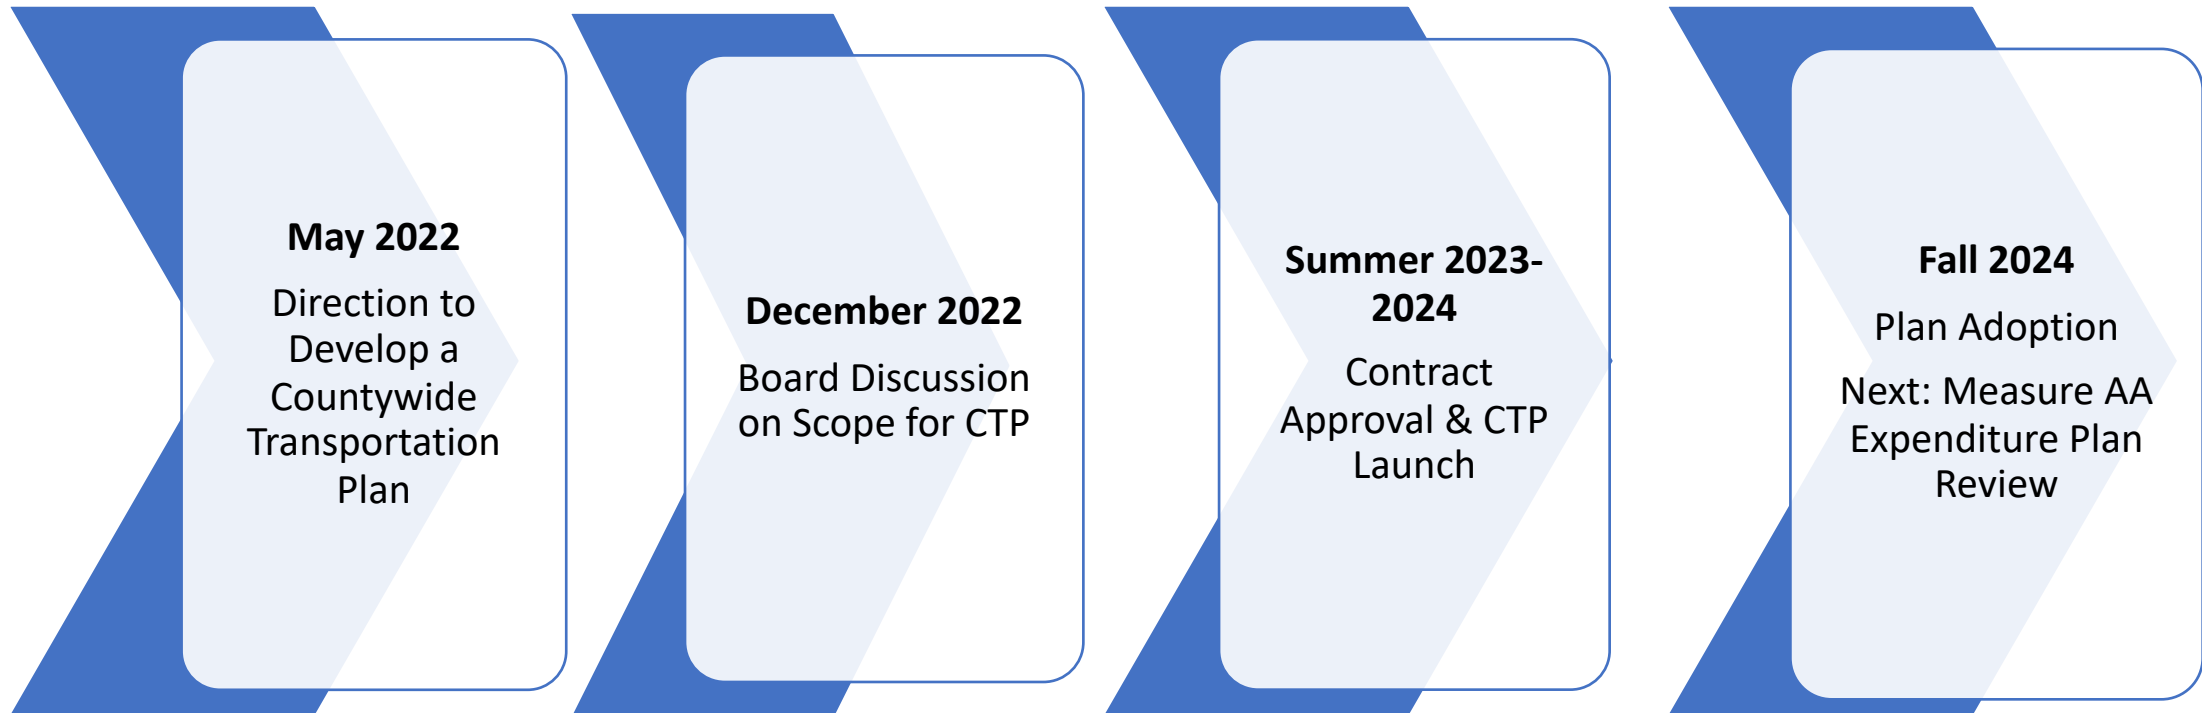 May 2022
Direction to
Develop a
Countywide
Transportation
Plan
December 2022
Board Discussion
on Scope for CTP
Summer 2023-
2024
Contract
Approval & CTP
Launch
Fall 2024
Plan Adoption
Next: Measure AA
Expenditure Plan
Review